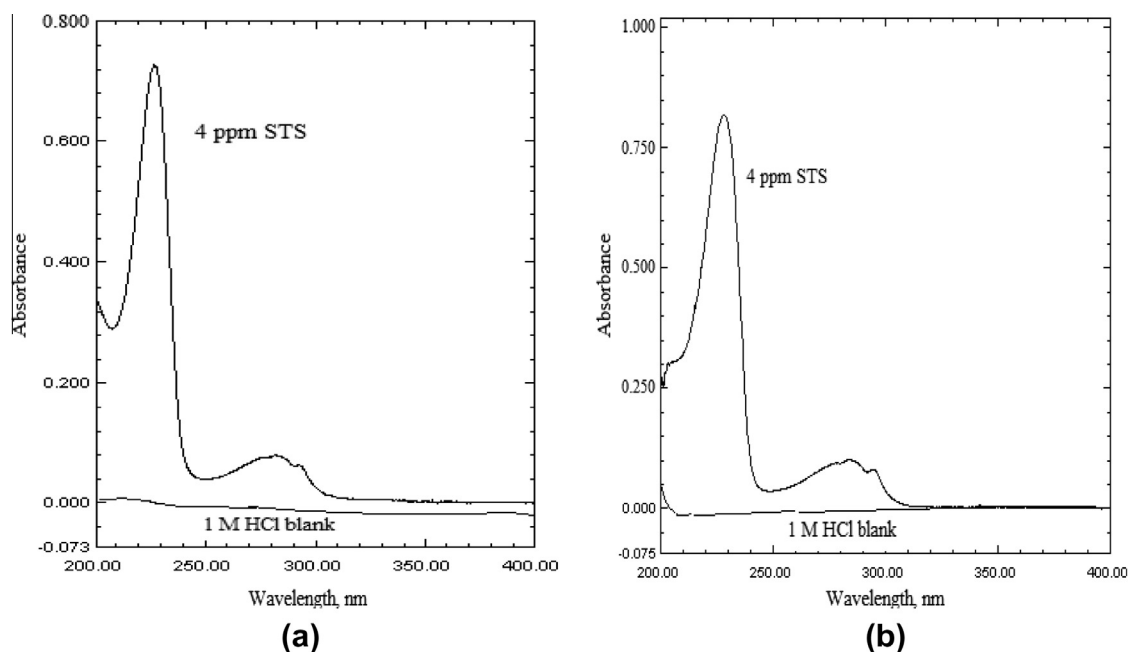 0.800
0.600
0.400
0.200
0.000
-0.073
Absorbance
4 ppm STS
1 M HCl blank
200.00 250.00 300.00 350.00 400.00
Wavelength, nm
(a)
1.000
0.750
0.500
0.250
0.000
-0.075
Absorbance
4 ppm STS
1 M HCl blank
200.00 250.00 300.00 350.00 400.00
Wavelength, nm
(b)